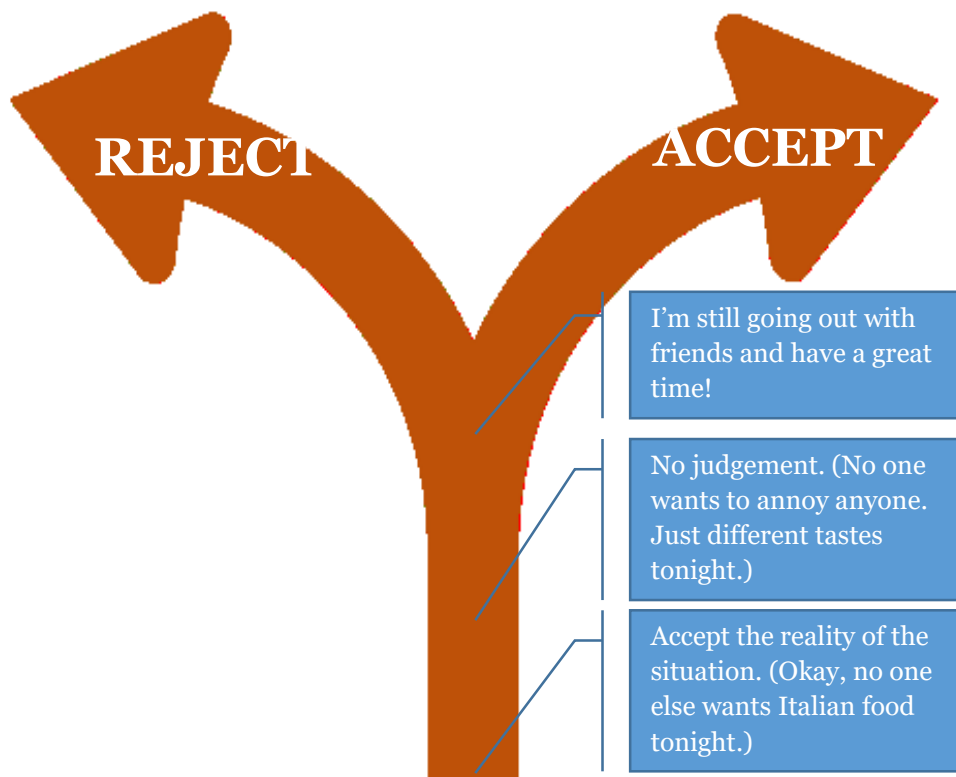 REJECT
ACCEPT
I’m still going out with
friends and have a great
time!
No judgement. (No one
wants to annoy anyone.
Just different tastes
tonight.)
Accept the reality of the
situation. (Okay, no one
else wants Italian food
tonight.)